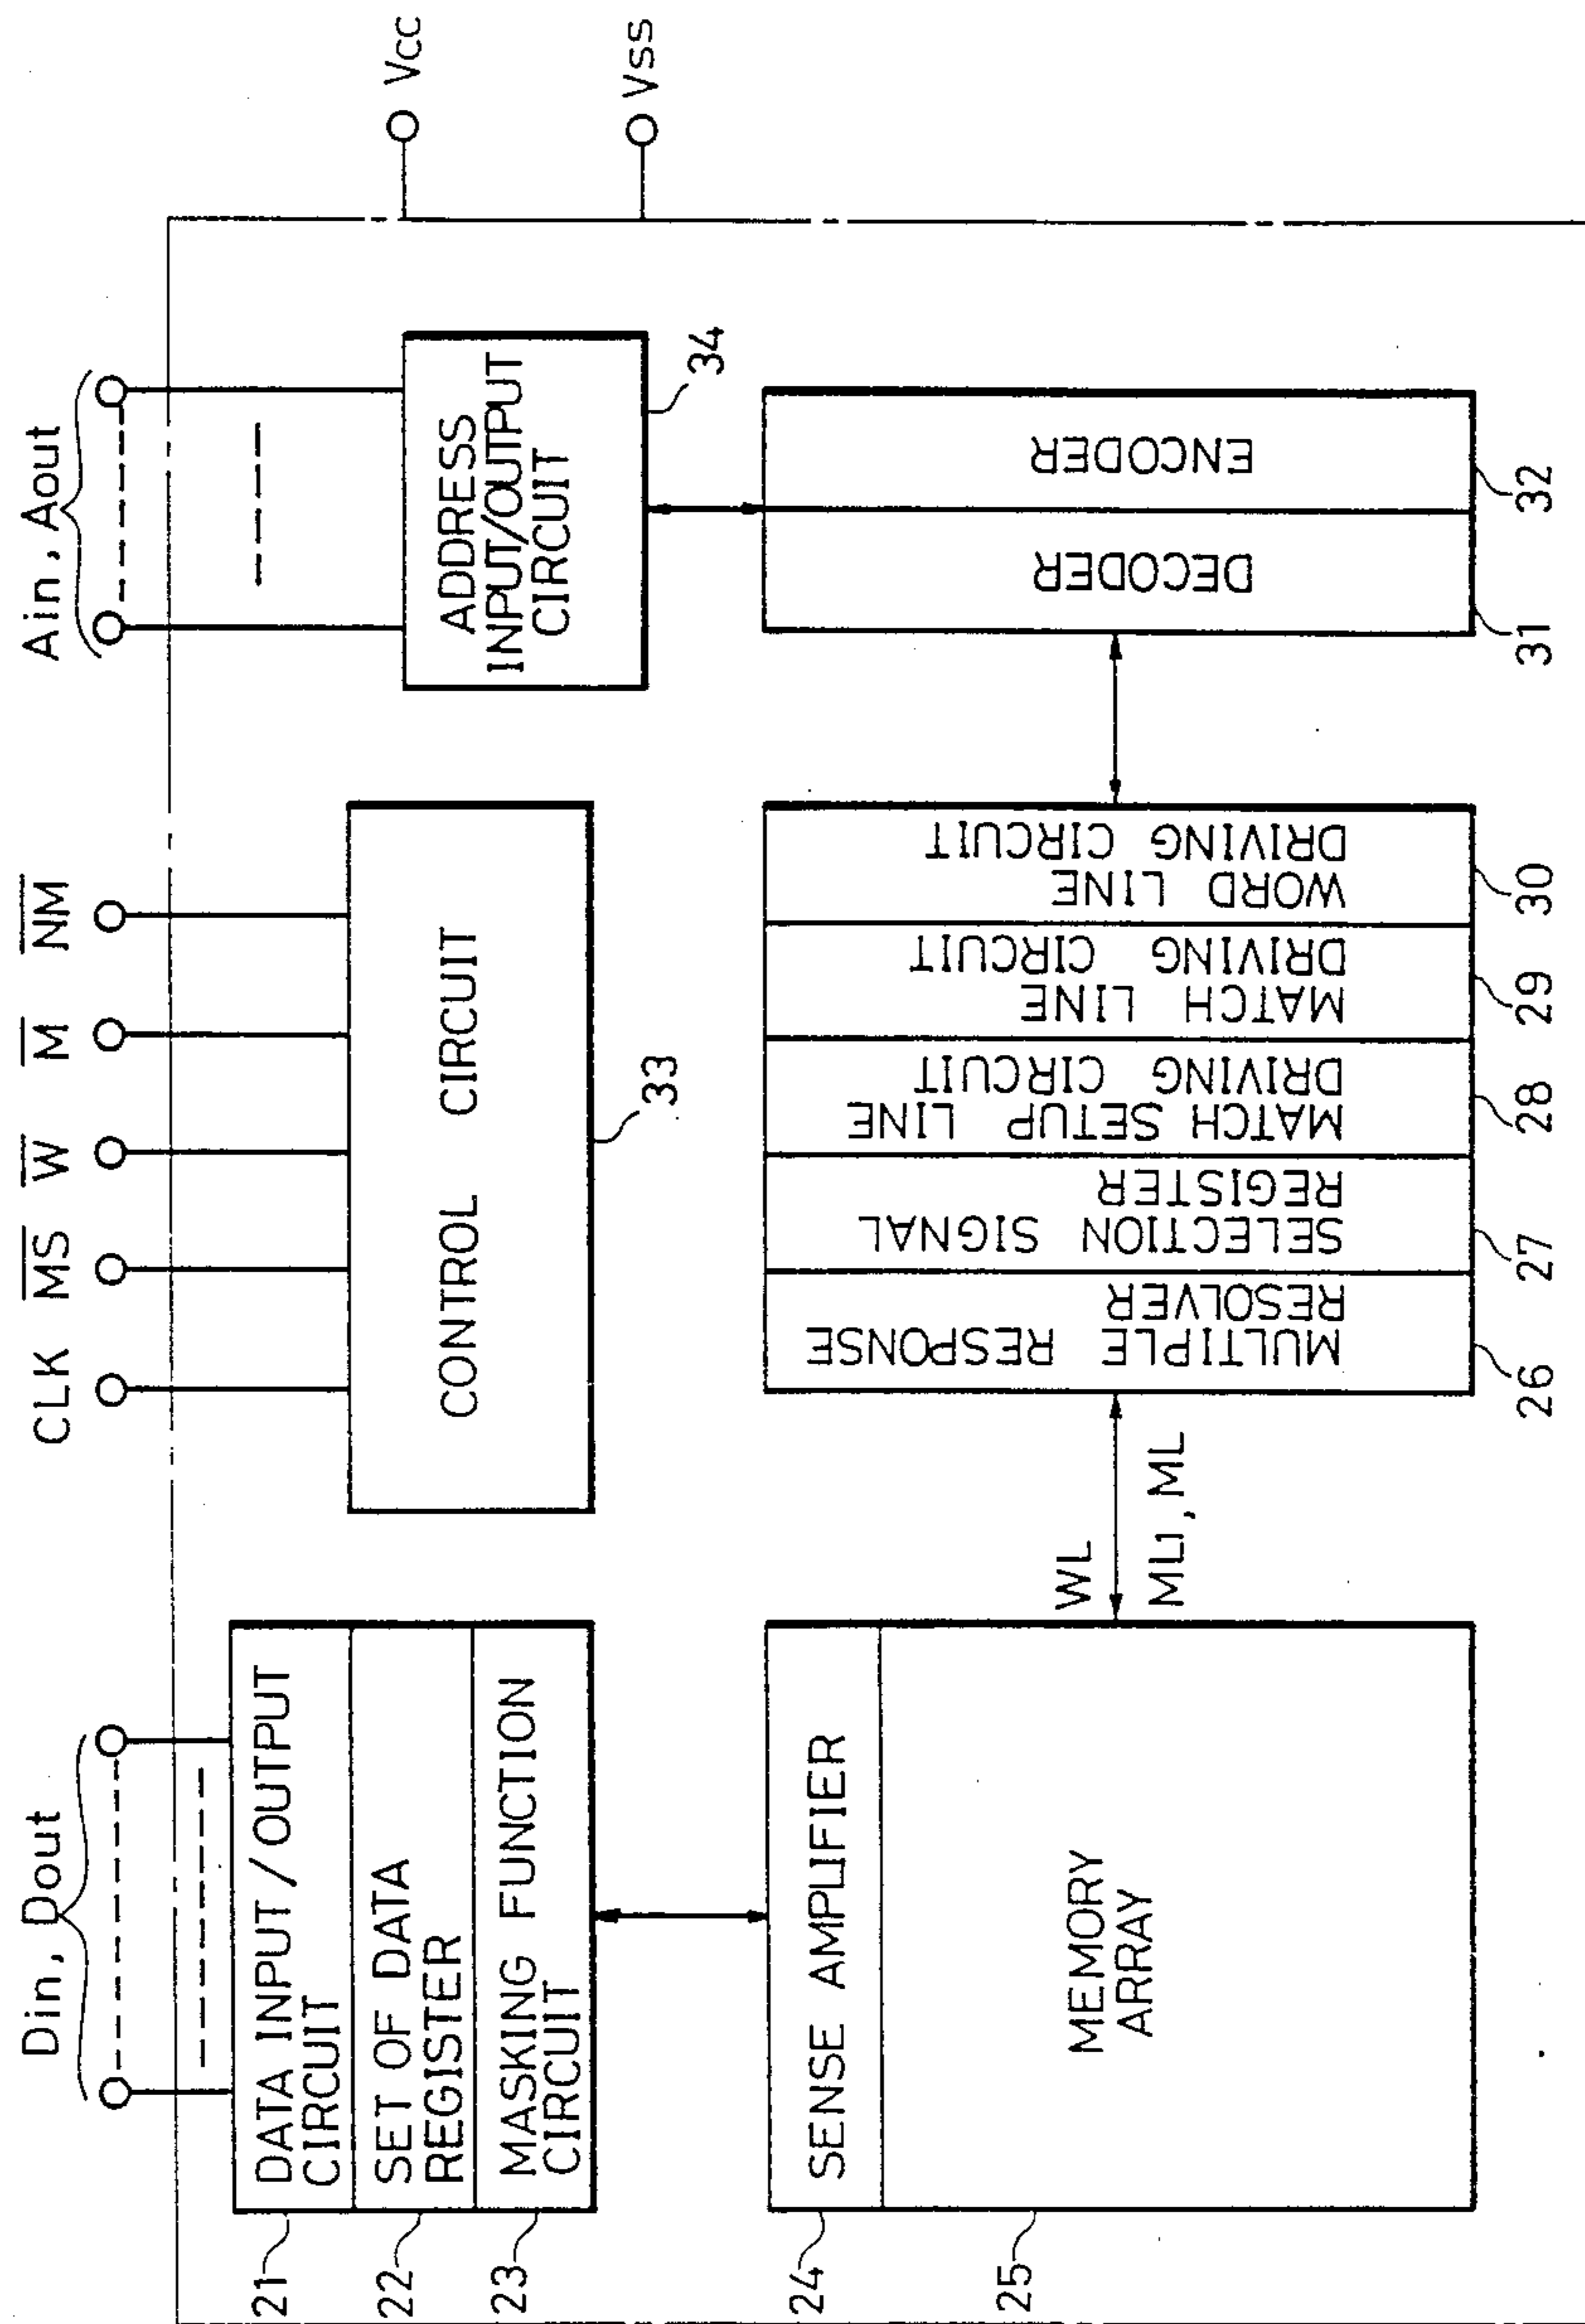 Din, Dout
CLK
M̅S̅
W̅
M̅
N̅M̅
Ain, Aout
21
DATA INPUT/OUTPUT
CIRCUIT
22
SET OF DATA
REGISTER
23
MASKING FUNCTION
CIRCUIT
CONTROL CIRCUIT
33
ADDRESS
INPUT/OUTPUT
CIRCUIT
34
Vcc
Vss
24
SENSE AMPLIFIER
25
MEMORY
ARRAY
WL
ML1, ML
MULTIPLE RESPONSE
RESOLVER
SELECTION SIGNAL
REGISTER
MATCH SETUP LINE
DRIVING CIRCUIT
MATCH LINE
DRIVING CIRCUIT
WORD LINE
DRIVING CIRCUIT
DECODER
ENCODER
26
27
28
29
30
31
32